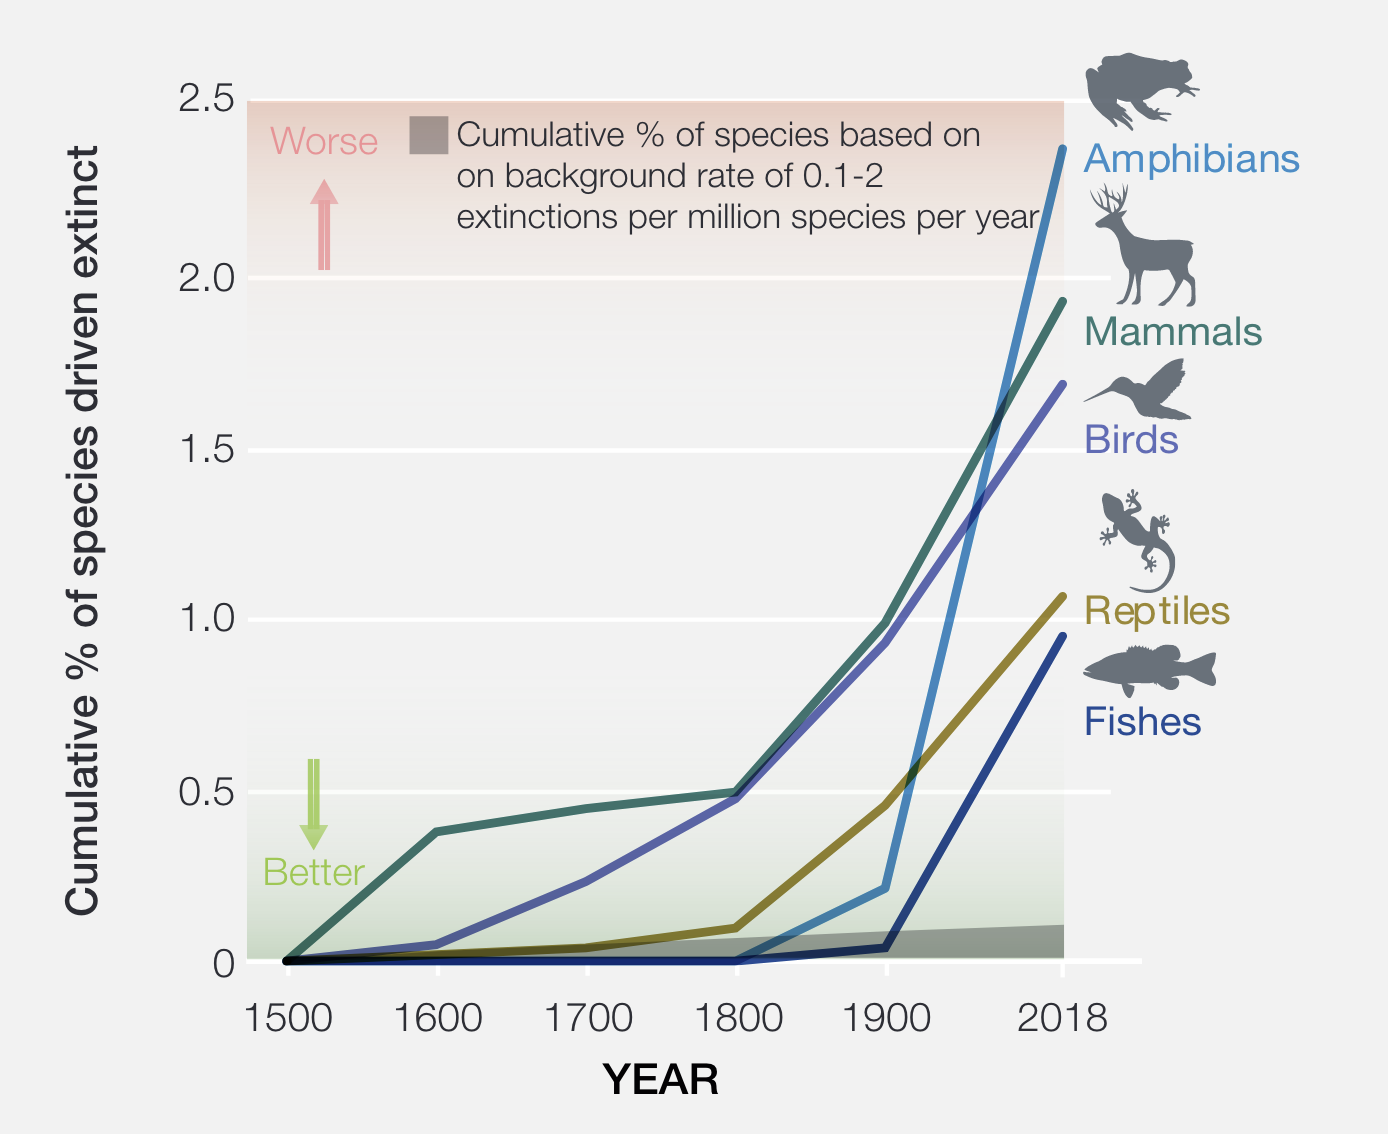 Cumulative % of species driven extinct
2.5
2.0
1.5
1.0
0.5
0
Worse
Cumulative % of species based on
on background rate of 0.1-2
extinctions per million species per year
Better
Amphibians
Mammals
Birds
Reptiles
Fishes
1500 1600 1700 1800 1900 2018
YEAR